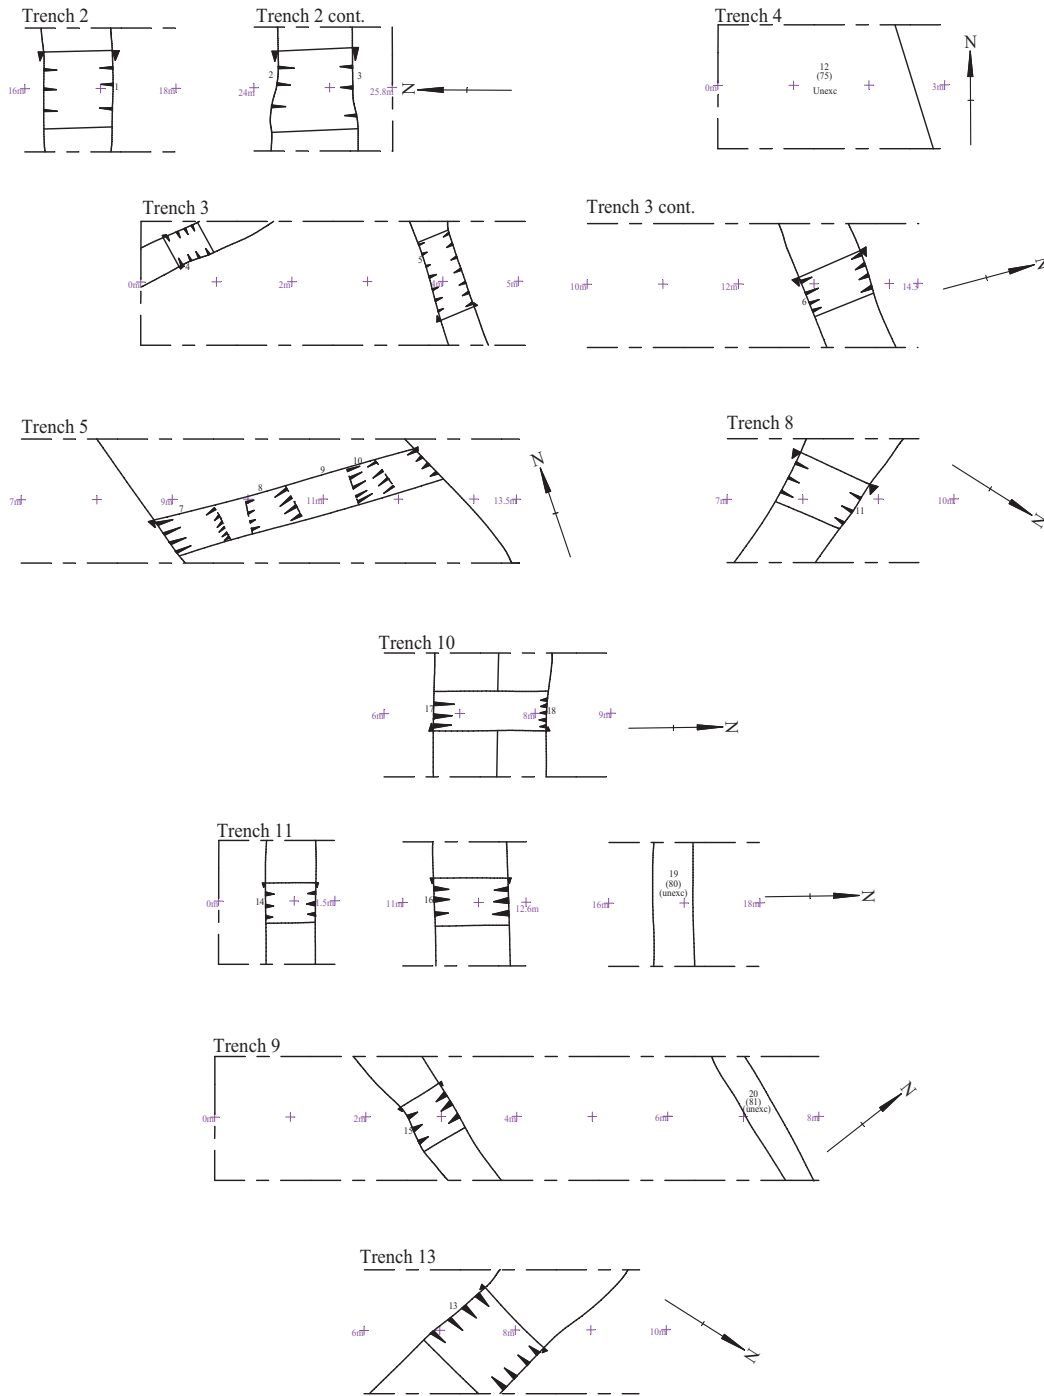 Trench 2
Trench 2 cont.
Trench 4
16m
1
18m
24m
2
3
25.8m
N
0m
12
(75)
Unexc
3m
N
Trench 3
Trench 3 cont.
0m
4
2m
5
4m
5m
10m
12m
6
14.3
N
Trench 5
Trench 8
7m
9m
7
8
9
10
11m
13.5m
N
7m
11
10m
N
Trench 10
6m
17
8m
18
9m
N
Trench 11
0m
14
1.5m
11m
16
12.6m
16m
19
(80)
(unexc)
18m
N
Trench 9
0m
2m
15
4m
6m
20
(81)
(unexc)
8m
N
Trench 13
6m
13
8m
10m
N